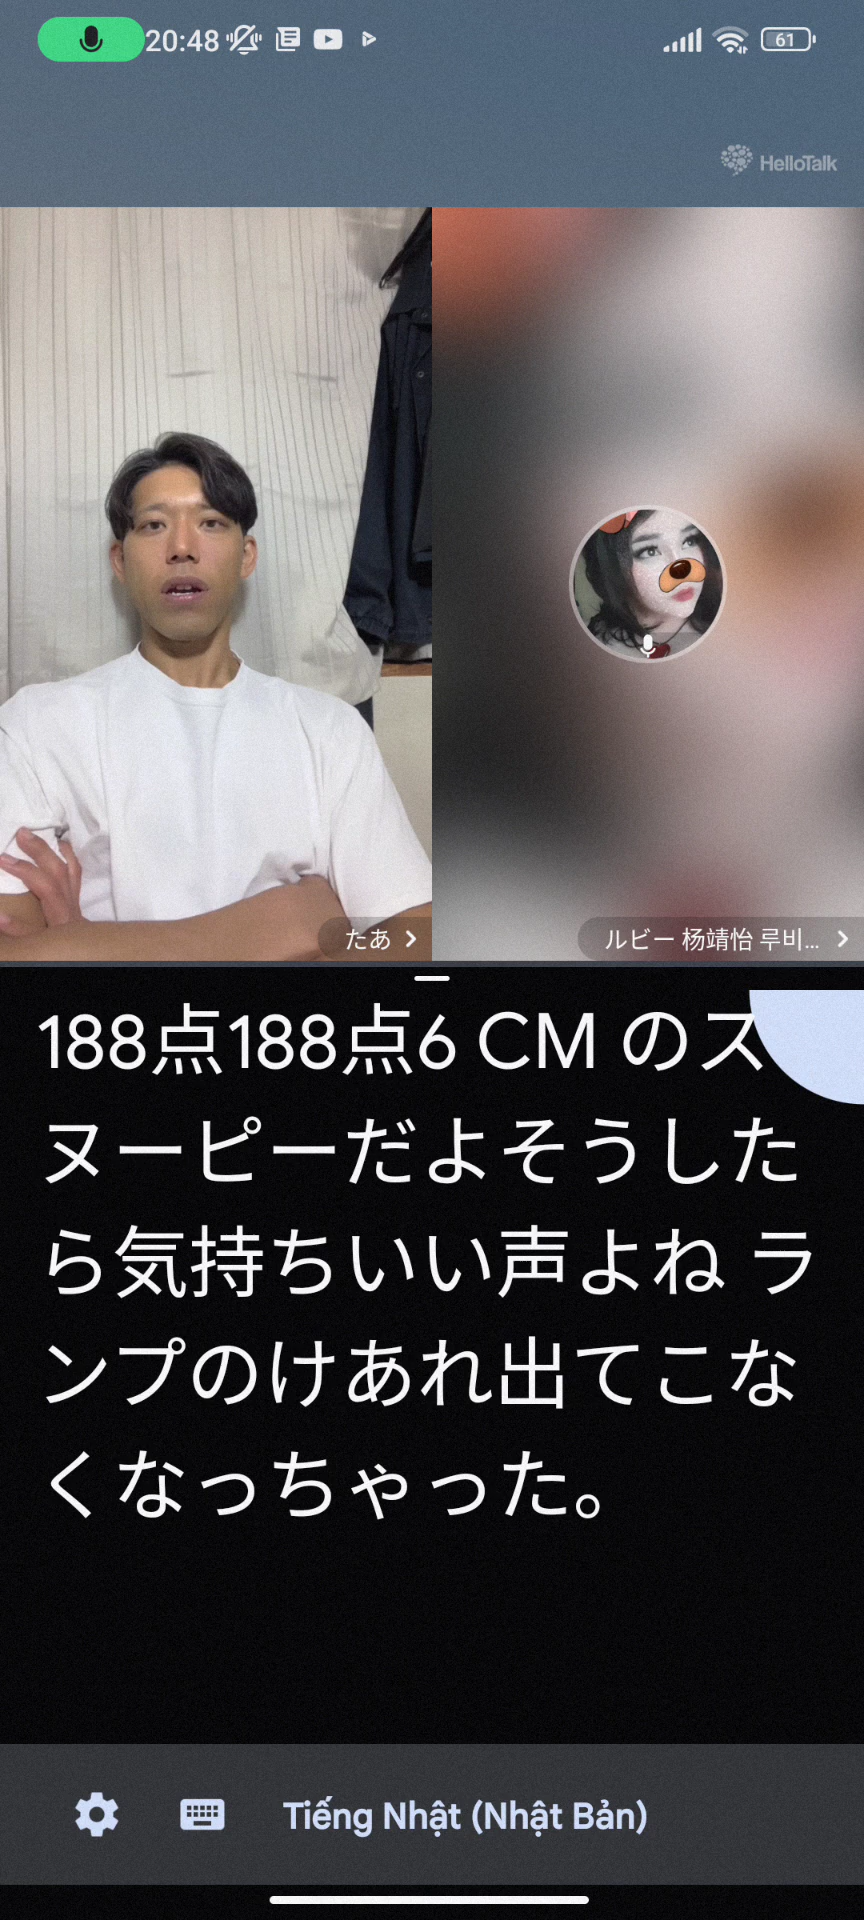 20:48
61
HelloTalk
たあ
ルビー 杨靖怡 루비...
188点188点6 CM のス
ヌーピーだよそうした
ら気持ちいい声よね ラ
ンプのけあれ出てこな
くなっちゃった。
Tiếng Nhật (Nhật Bản)